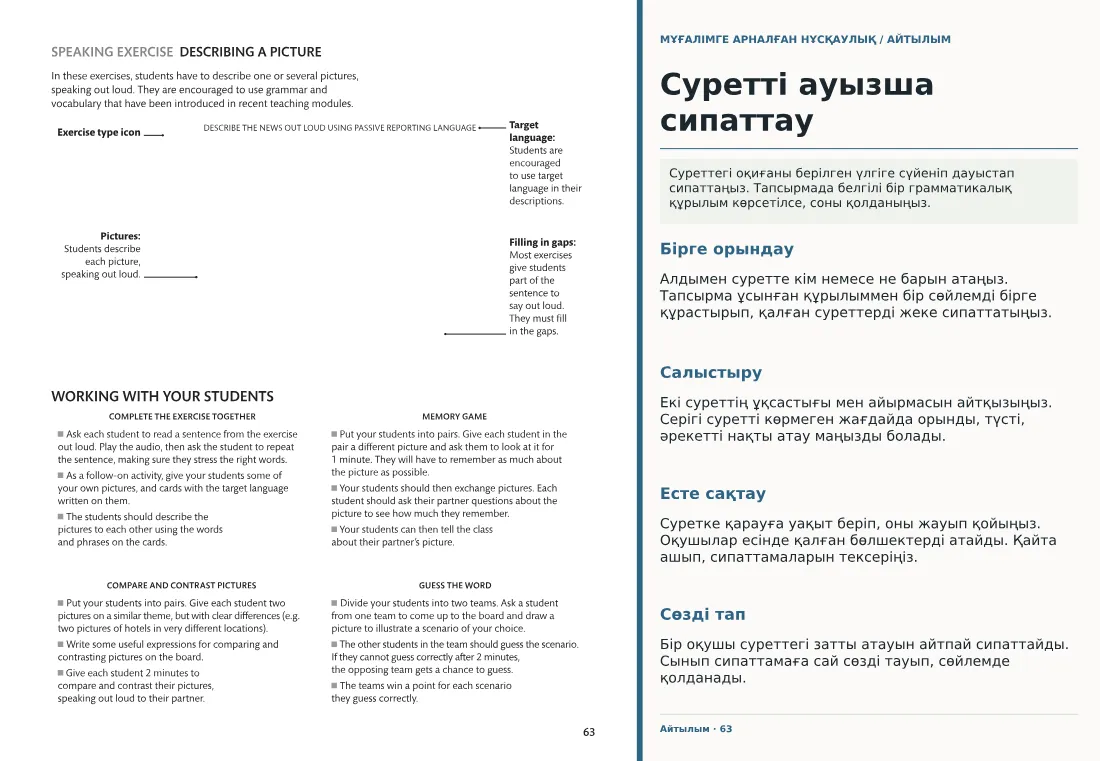 SPEAKING EXERCISE DESCRIBING A PICTURE
In these exercises, students have to describe one or several pictures,
speaking out loud. They are encouraged to use grammar and
vocabulary that have been introduced in recent teaching modules.
Exercise type icon
DESCRIBE THE NEWS OUT LOUD USING PASSIVE REPORTING LANGUAGE
Target
language:
Students are
encouraged
to use target
language in their
descriptions.
Pictures:
Students describe
each picture,
speaking out loud.
Filling in gaps:
Most exercises
give students
part of the
sentence to
say out loud.
They must fill
in the gaps.
WORKING WITH YOUR STUDENTS
COMPLETE THE EXERCISE TOGETHER
■ Ask each student to read a sentence from the exercise
out loud. Play the audio, then ask the student to repeat
the sentence, making sure they stress the right words.
■ As a follow-on activity, give your students some of
your own pictures, and cards with the target language
written on them.
■ The students should describe the
pictures to each other using the words
and phrases on the cards.
MEMORY GAME
■ Put your students into pairs. Give each student in the
pair a different picture and ask them to look at it for
1 minute. They will have to remember as much about
the picture as possible.
■ Your students should then exchange pictures. Each
student should ask their partner questions about the
picture to see how much they remember.
■ Your students can then tell the class
about their partner's picture.
COMPARE AND CONTRAST PICTURES
■ Put your students into pairs. Give each student two
pictures on a similar theme, but with clear differences (e.g.
two pictures of hotels in very different locations).
■ Write some useful expressions for comparing and
contrasting pictures on the board.
■ Give each student 2 minutes to
compare and contrast their pictures,
speaking out loud to their partner.
GUESS THE WORD
■ Divide your students into two teams. Ask a student
from one team to come up to the board and draw a
picture to illustrate a scenario of your choice.
■ The other students in the team should guess the scenario.
If they cannot guess correctly after 2 minutes,
the opposing team gets a chance to guess.
■ The teams win a point for each scenario
they guess correctly.
63
МҰҒАЛІМГЕ АРНАЛҒАН НҰСҚАУЛЫҚ / АЙТЫЛЫМ
Суретті ауызша
сипаттау
Суреттегі оқиғаны берілген үлгіге сүйеніп дауыстап
сипаттаңыз. Тапсырмада белгілі бір грамматикалық
құрылым көрсетілсе, соны қолданыңыз.
Бірге орындау
Алдымен суретте кім немесе не барын атаңыз.
Тапсырма ұсынған құрылыммен бір сөйлемді бірге
құрастырып, қалған суреттерді жеке сипаттатыңыз.
Салыстыру
Екі суреттің ұқсастығы мен айырмасын айтқызыңыз.
Серігі суретті көрмеген жағдайда орынды, түсті,
әрекетті нақты атау маңызды болады.
Есте сақтау
Суретке қарауға уақыт беріп, оны жауып қойыңыз.
Оқушылар есінде қалған бөлшектерді атайды. Қайта
ашып, сипаттамаларын тексеріңіз.
Сөзді тап
Бір оқушы суреттегі затты атауын айтпай сипаттайды.
Сынып сипаттамаға сай сөзді тауып, сөйлемде
қолданады.
Айтылым · 63